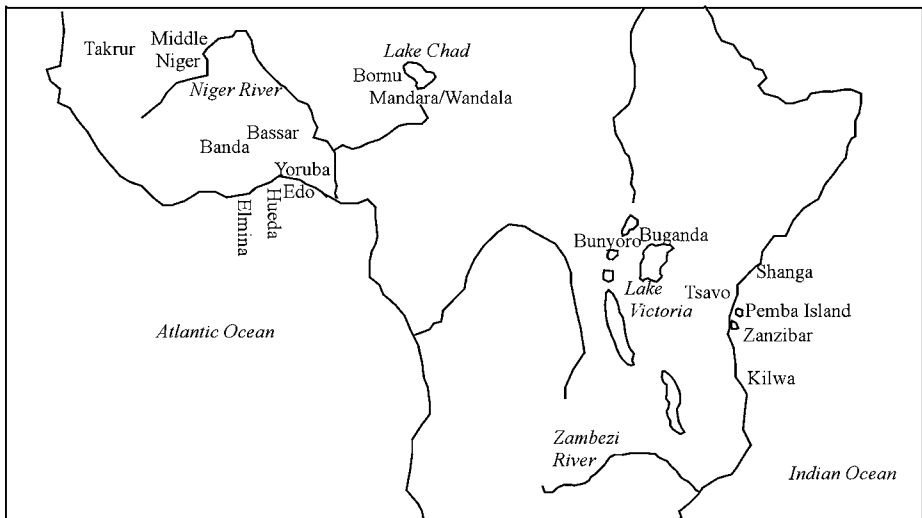 Takrur
Middle
Niger
Niger River
Lake Chad
Bornu
Mandara/Wandala
Bassar
Banda
Yoruba
Edo
Hueda
Elmina
Bunyoro
Buganda
Lake
Victoria
Tsavo
Shanga
Pemba Island
Zanzibar
Kilwa
Atlantic Ocean
Zambezi
River
Indian Ocean